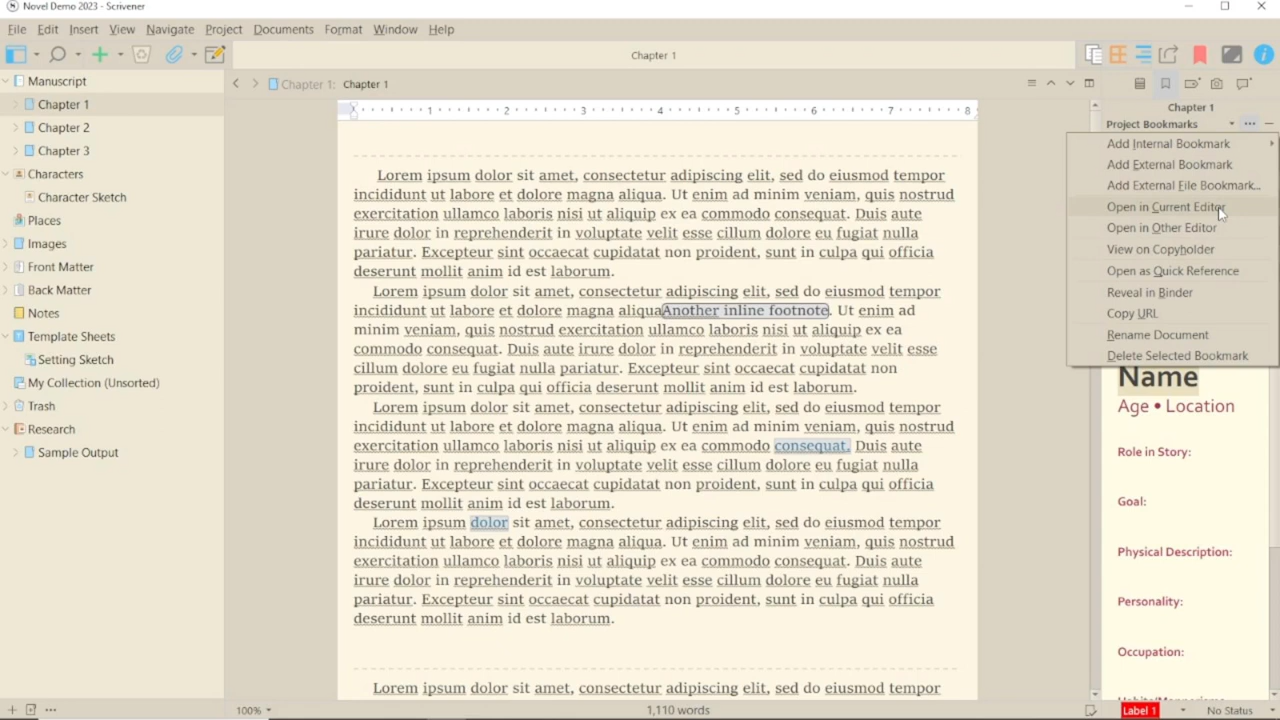 Novel Demo 2023 - Scrivener
File Edit Insert View Navigate Project Documents Format Window Help
Chapter 1
Manuscript
Chapter 1
Chapter 2
Chapter 3
Characters
Character Sketch
Places
Images
Front Matter
Back Matter
Notes
Template Sheets
Setting Sketch
My Collection (Unsorted)
Trash
Research
Sample Output
Chapter 1: Chapter 1
1 2 3 4 5 6 7 8
Lorem ipsum dolor sit amet, consectetur adipiscing elit, sed do eiusmod tempor
incididunt ut labore et dolore magna aliqua. Ut enim ad minim veniam, quis nostrud
exercitation ullamco laboris nisi ut aliquip ex ea commodo consequat. Duis aute
irure dolor in reprehenderit in voluptate velit esse cillum dolore eu fugiat nulla
pariatur. Excepteur sint occaecat cupidatat non proident, sunt in culpa qui officia
deserunt mollit anim id est laborum.
Lorem ipsum dolor sit amet, consectetur adipiscing elit, sed do eiusmod tempor
incididunt ut labore et dolore magna aliquaAnother inline footnote. Ut enim ad
minim veniam, quis nostrud exercitation ullamco laboris nisi ut aliquip ex ea
commodo consequat. Duis aute irure dolor in reprehenderit in voluptate velit esse
cillum dolore eu fugiat nulla pariatur. Excepteur sint occaecat cupidatat non
proident, sunt in culpa qui officia deserunt mollit anim id est laborum.
Lorem ipsum dolor sit amet, consectetur adipiscing elit, sed do eiusmod tempor
incididunt ut labore et dolore magna aliqua. Ut enim ad minim veniam, quis nostrud
exercitation ullamco laboris nisi ut aliquip ex ea commodo consequat. Duis aute
irure dolor in reprehenderit in voluptate velit esse cillum dolore eu fugiat nulla
pariatur. Excepteur sint occaecat cupidatat non proident, sunt in culpa qui officia
deserunt mollit anim id est laborum.
Lorem ipsum dolor sit amet, consectetur adipiscing elit, sed do eiusmod tempor
incididunt ut labore et dolore magna aliqua. Ut enim ad minim veniam, quis nostrud
exercitation ullamco laboris nisi ut aliquip ex ea commodo consequat. Duis aute
irure dolor in reprehenderit in voluptate velit esse cillum dolore eu fugiat nulla
pariatur. Excepteur sint occaecat cupidatat non proident, sunt in culpa qui officia
deserunt mollit anim id est laborum.
Lorem ipsum dolor sit amet, consectetur adipiscing elit, sed do eiusmod tempor
100%
1,110 words
Chapter 1
Project Bookmarks
Add Internal Bookmark
Add External Bookmark
Add External File Bookmark...
Open in Current Editor
Open in Other Editor
View on Copyholder
Open as Quick Reference
Reveal in Binder
Copy URL
Rename Document
Delete Selected Bookmark
Name
Age • Location
Role in Story:
Goal:
Physical Description:
Personality:
Occupation:
Label 1
No Status